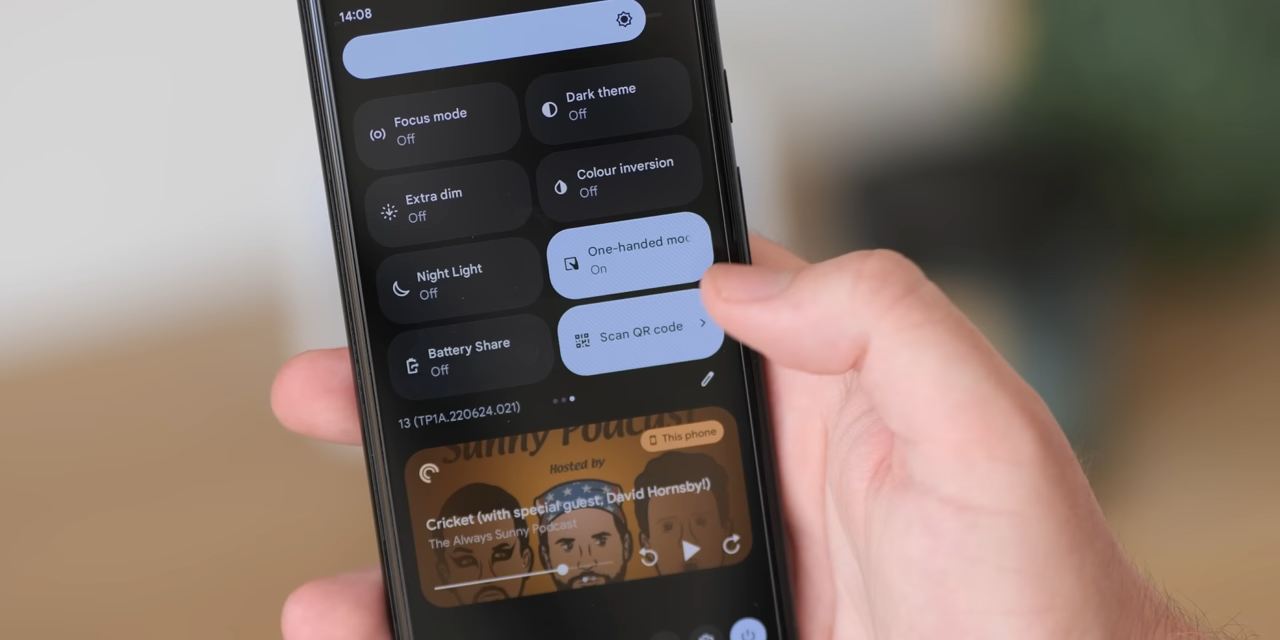 14:08
Focus mode
Off
Dark theme
Off
Extra dim
Off
Colour inversion
Off
Night Light
Off
One-handed mo
On
Battery Share
Off
Scan QR code
13 (TP1A.220624.021)
Sunny Podcast
This phone
Hosted by
Cricket (with special guest, David Hornsby!)
The Always Sunny Podcast